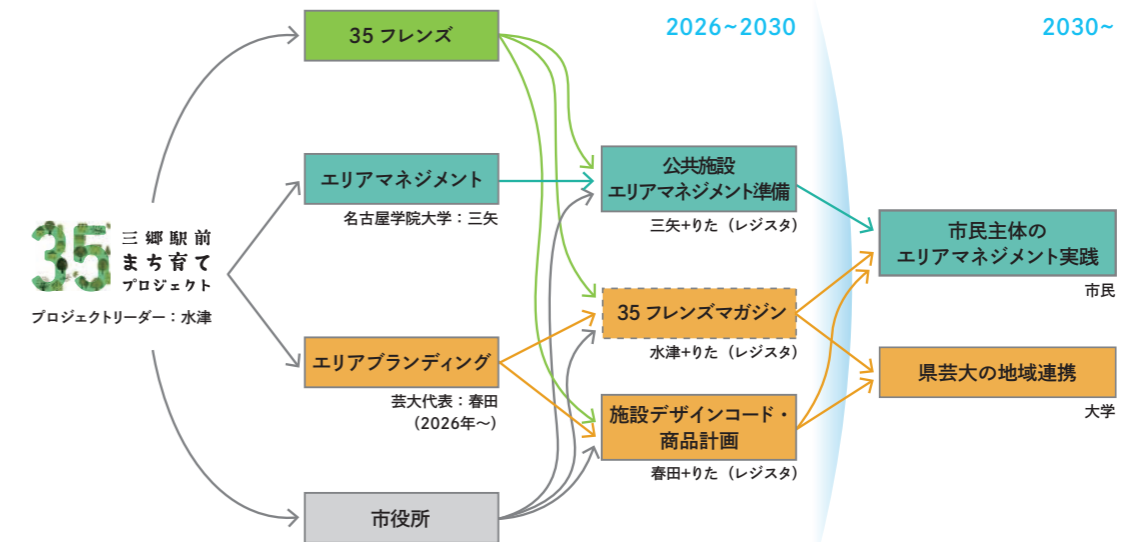 2026~2030
2030~
35 フレンズ
エリアマネジメント
名古屋学院大学：三矢
公共施設
エリアマネジメント準備
三矢+りた（レジスタ）
市民主体の
エリアマネジメント実践
市民
35
三郷駅前
まち育て
プロジェクト
プロジェクトリーダー：水津
35 フレンズマガジン
水津+りた（レジスタ）
エリアブランディング
芸大代表：春田
（2026年〜）
県芸大の地域連携
大学
施設デザインコード・
商品計画
春田+りた（レジスタ）
市役所